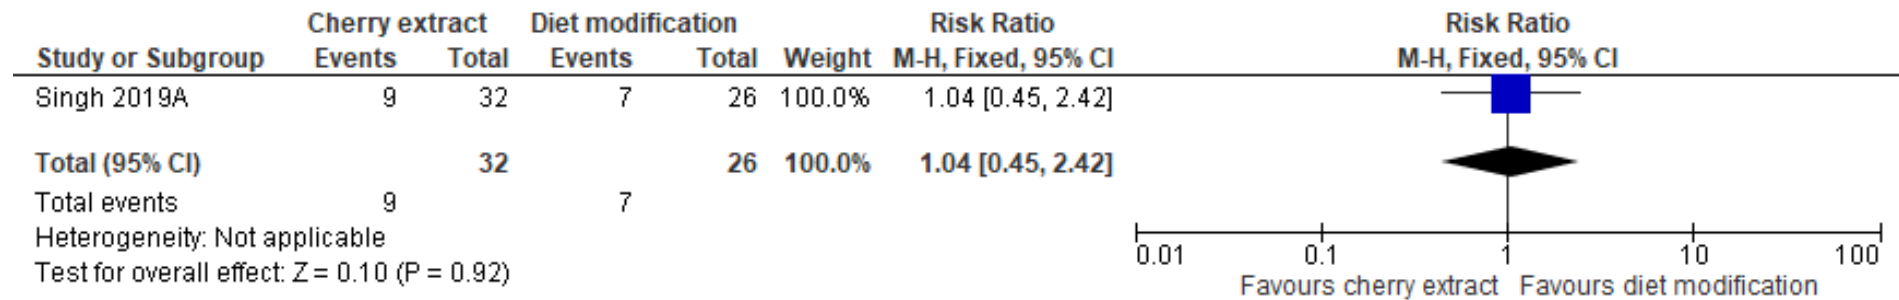 Cherry extract Diet modification Risk Ratio Risk Ratio
Study or Subgroup Events Total Events Total Weight M-H, Fixed, 95% CI M-H, Fixed, 95% CI
Singh 2019A 9 32 7 26 100.0% 1.04 [0.45, 2.42]
Total (95% CI) 32 26 100.0% 1.04 [0.45, 2.42]
Total events 9 7
Heterogeneity: Not applicable
Test for overall effect: Z = 0.10 (P = 0.92)
0.01 0.1 1 10 100
Favours cherry extract Favours diet modification